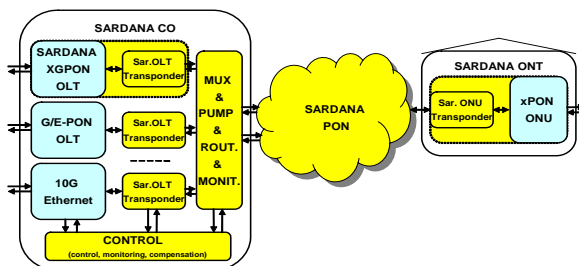 SARDANA CO
SARDANA
XGPON
OLT
Sar.OLT
Transponder
G/E-PON
OLT
Sar.OLT
Transponder
10G
Ethernet
Sar.OLT
Transponder
MUX
&
PUMP
&
ROUT.
&
MONIT.
CONTROL
(control, monitoring, compensation)
SARDANA
PON
SARDANA ONT
Sar. ONU
Transponder
xPON
ONU